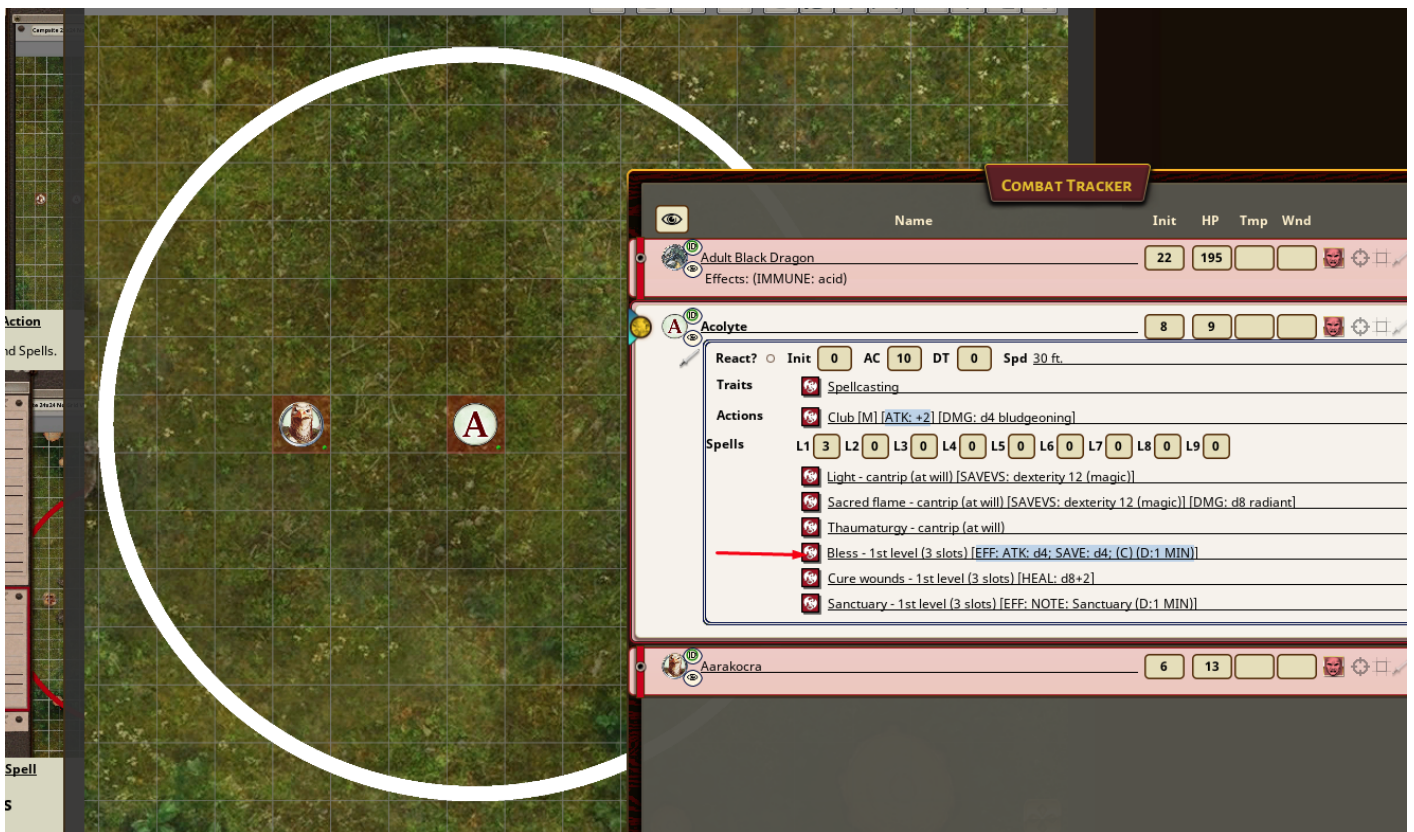 COMBAT TRACKER
Name Init HP Tmp Wnd
ID
Adult Black Dragon 22 195
Effects: (IMMUNE: acid)
A
ID
A Acolyte 8 9
React? Init 0 AC 10 DT 0 Spd 30 ft.
Traits Spellcasting
Actions Club [M] [ATK: +2] [DMG: d4 bludgeoning]
Spells L1 3 L2 0 L3 0 L4 0 L5 0 L6 0 L7 0 L8 0 L9 0
Light - cantrip (at will) [SAVEVS: dexterity 12 (magic)]
Sacred flame - cantrip (at will) [SAVEVS: dexterity 12 (magic)] [DMG: d8 radiant]
Thaumaturgy - cantrip (at will)
Bless - 1st level (3 slots) [EFF: ATK: d4; SAVE: d4; (C) (D:1 MIN)]
Cure wounds - 1st level (3 slots) [HEAL: d8+2]
Sanctuary - 1st level (3 slots) [EFF: NOTE: Sanctuary (D:1 MIN)]
ID
Aarakocra 6 13
Action
nd Spells.
Spell
s